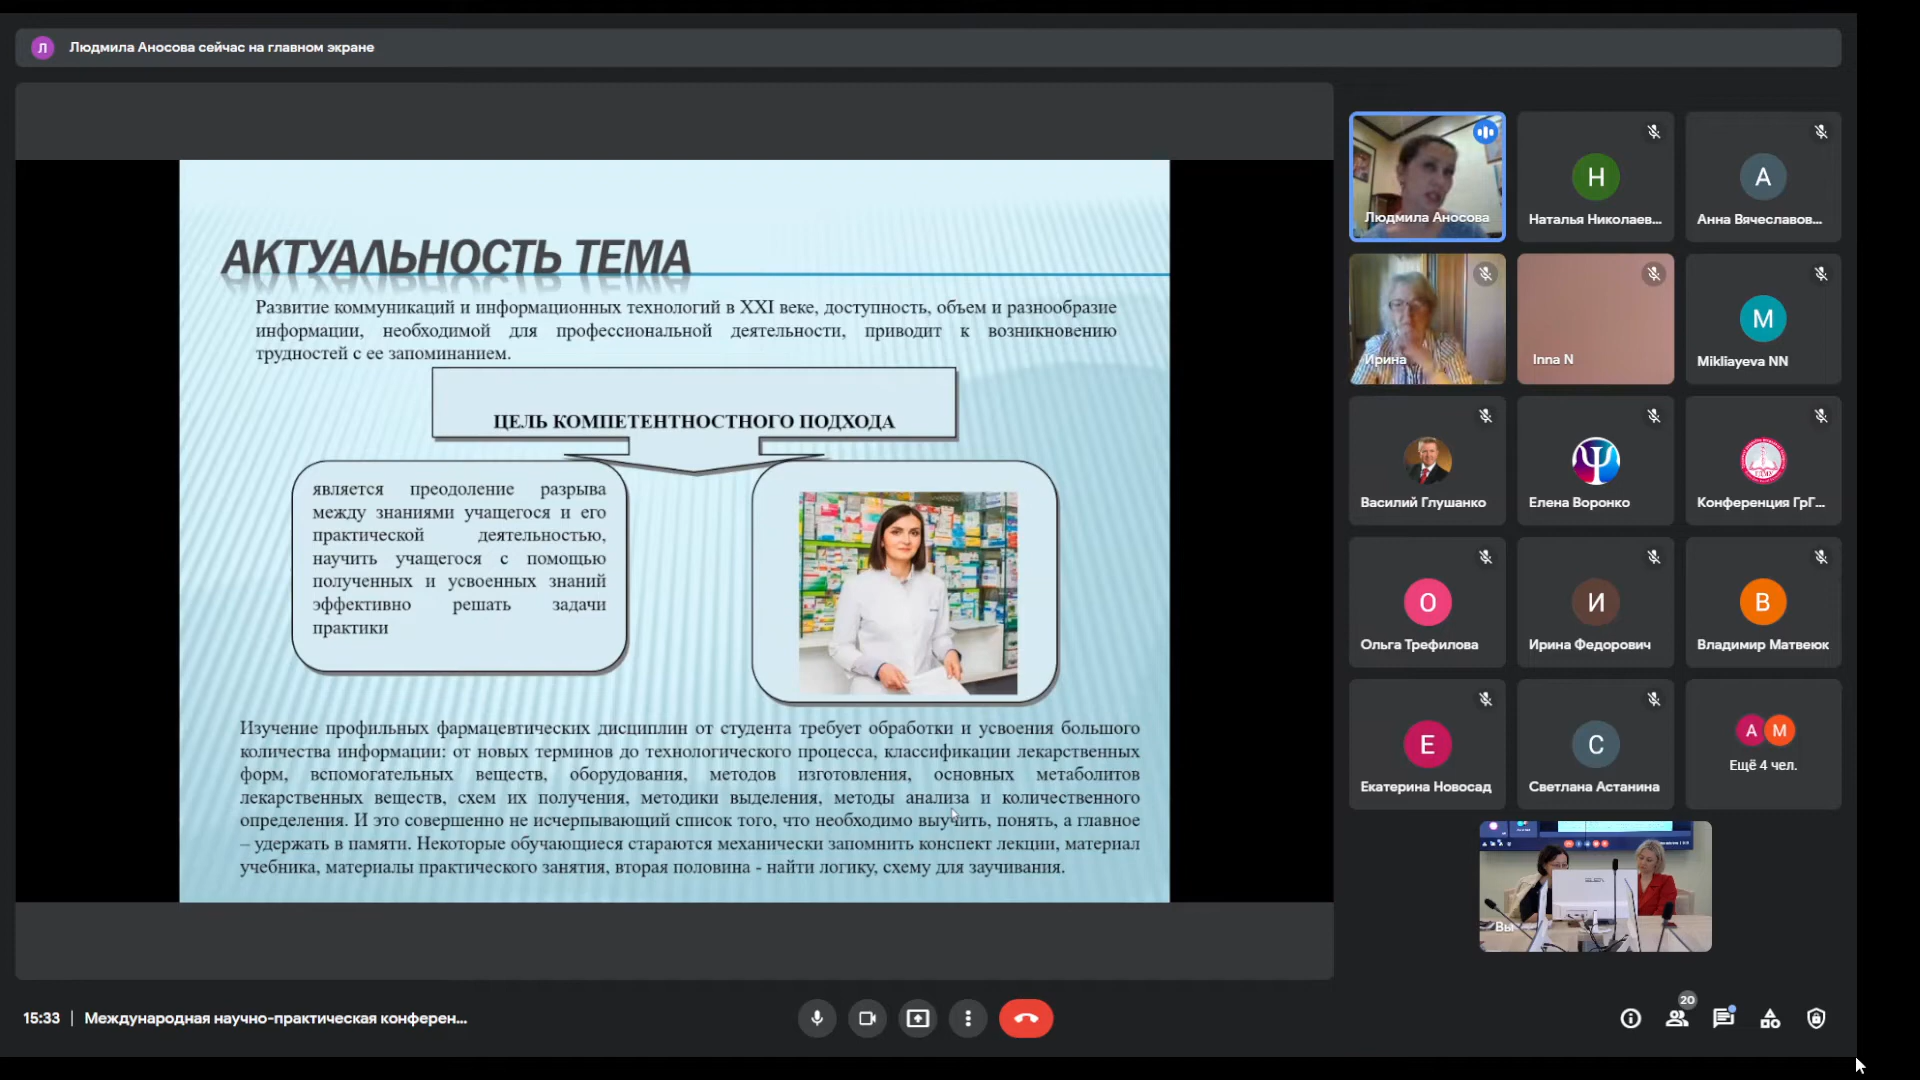 Л Людмила Аносова сейчас на главном экране
АКТУАЛЬНОСТЬ ТЕМА
Развитие коммуникаций и информационных технологий в XXI веке, доступность, объем и разнообразие
информации, необходимой для профессиональной деятельности, приводит к возникновению
трудностей с ее запоминанием.
ЦЕЛЬ КОМПЕТЕНТНОСТНОГО ПОДХОДА
является преодоление разрыва
между знаниями учащегося и его
практической деятельностью,
научить учащегося с помощью
полученных и усвоенных знаний
эффективно решать задачи
практики
Изучение профильных фармацевтических дисциплин от студента требует обработки и усвоения большого
количества информации: от новых терминов до технологического процесса, классификации лекарственных
форм, вспомогательных веществ, оборудования, методов изготовления, основных метаболитов
лекарственных веществ, схем их получения, методики выделения, методы анализа и количественного
определения. И это совершенно не исчерпывающий список того, что необходимо выучить, понять, а главное
– удержать в памяти. Некоторые обучающиеся стараются механически запомнить конспект лекции, материал
учебника, материалы практического занятия, вторая половина - найти логику, схему для заучивания.
Людмила Аносова
Н
Наталья Николаев...
А
Анна Вячеславов...
Ирина
Inna N
М
Mikliayeva NN
Василий Глушанко
Елена Воронко
Конференция ГрГ...
О
Ольга Трефилова
И
Ирина Федорович
В
Владимир Матвеюк
Е
Екатерина Новосад
С
Светлана Астанина
А М
Ещё 4 чел.
Вы
15:33 | Международная научно-практическая конферен...
20